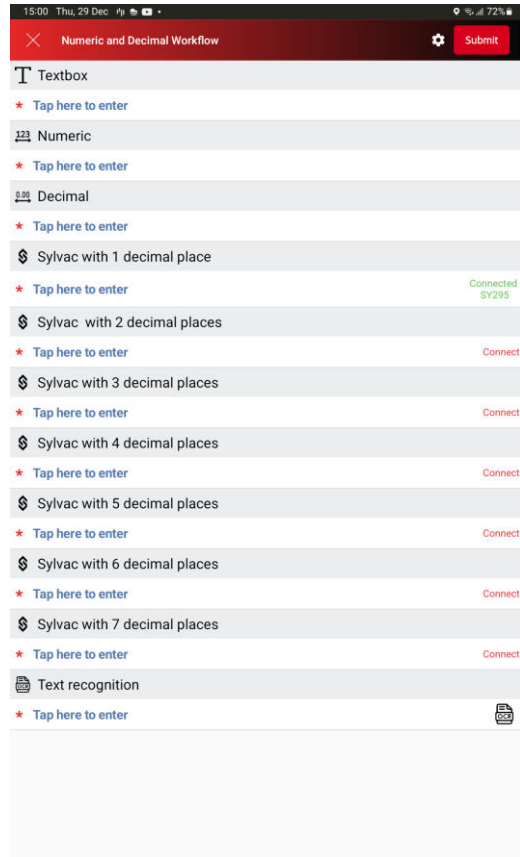 15:00 Thu, 29 Dec
72%
Numeric and Decimal Workflow
Submit
Textbox
* Tap here to enter
123 Numeric
* Tap here to enter
0.00 Decimal
* Tap here to enter
Sylvac with 1 decimal place
* Tap here to enter
Connected
SY295
Sylvac with 2 decimal places
* Tap here to enter
Connect
Sylvac with 3 decimal places
* Tap here to enter
Connect
Sylvac with 4 decimal places
* Tap here to enter
Connect
Sylvac with 5 decimal places
* Tap here to enter
Connect
Sylvac with 6 decimal places
* Tap here to enter
Connect
Sylvac with 7 decimal places
* Tap here to enter
Connect
OCR
Text recognition
* Tap here to enter
OCR